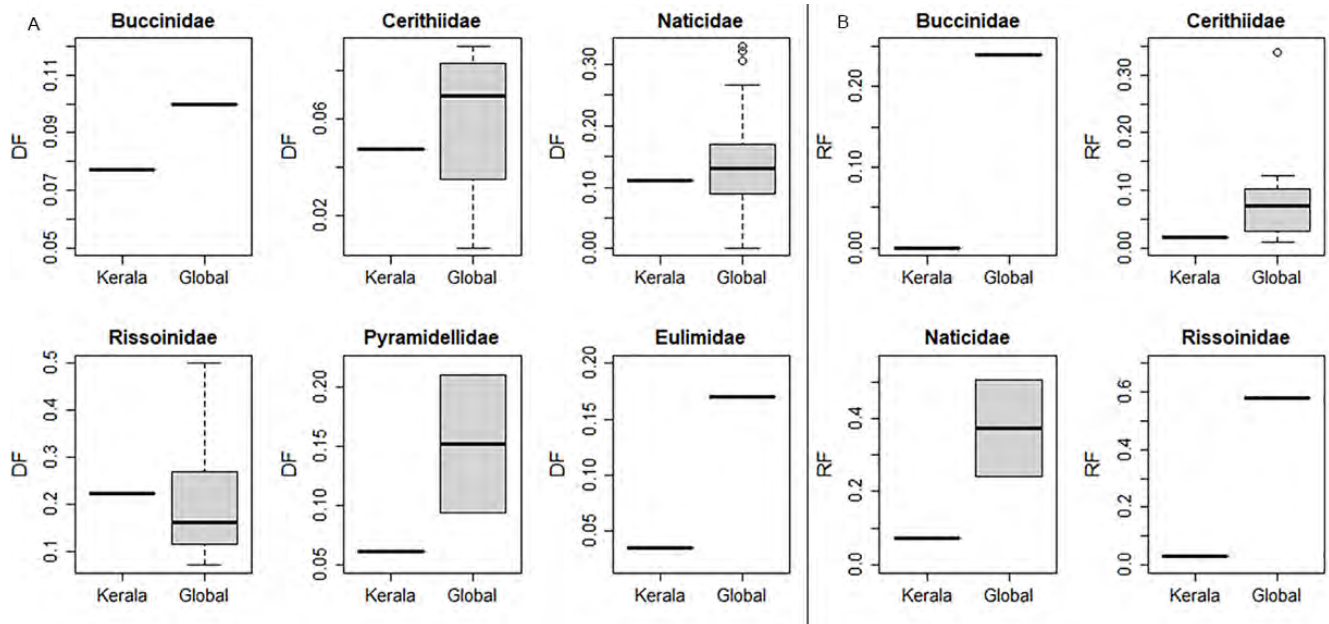 A
Buccinidae
DF
0.11
0.09
0.07
0.05
Kerala Global
Cerithiidae
DF
0.06
0.02
Kerala Global
Naticidae
DF
0.30
0.20
0.10
0.00
Kerala Global
Rissoinidae
DF
0.5
0.4
0.3
0.2
0.1
Kerala Global
Pyramidellidae
DF
0.20
0.15
0.10
0.05
Kerala Global
Eulimidae
DF
0.20
0.15
0.10
0.05
Kerala Global
B
Buccinidae
RF
0.20
0.10
0.00
Kerala Global
Cerithiidae
RF
0.30
0.20
0.10
0.00
Kerala Global
Naticidae
RF
0.4
0.2
0.0
Kerala Global
Rissoinidae
RF
0.6
0.4
0.2
0.0
Kerala Global